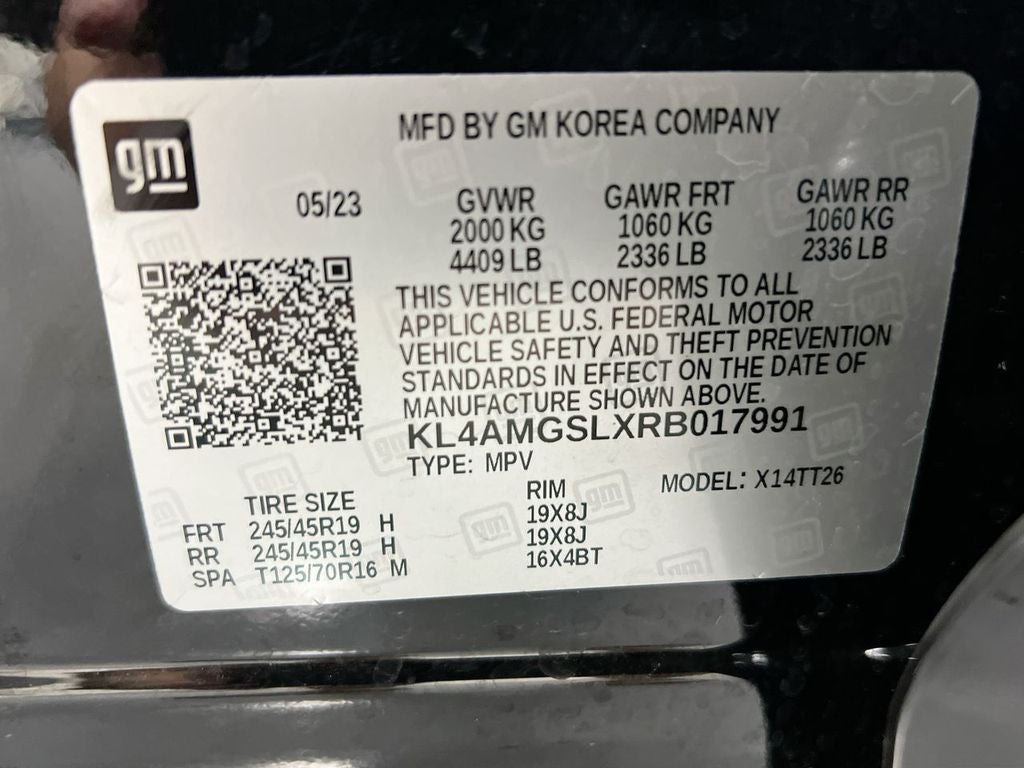 gm
MFD BY GM KOREA COMPANY
05/23 GVWR GAWR FRT GAWR RR
2000 KG 1060 KG 1060 KG
4409 LB 2336 LB 2336 LB
THIS VEHICLE CONFORMS TO ALL
APPLICABLE U.S. FEDERAL MOTOR
VEHICLE SAFETY AND THEFT PREVENTION
STANDARDS IN EFFECT ON THE DATE OF
MANUFACTURE SHOWN ABOVE.
KL4AMGSLXRB017991
TYPE: MPV MODEL: X14TT26
TIRE SIZE RIM
FRT 245/45R19 H 19X8J
RR 245/45R19 H 19X8J
SPA T125/70R16 M 16X4BT